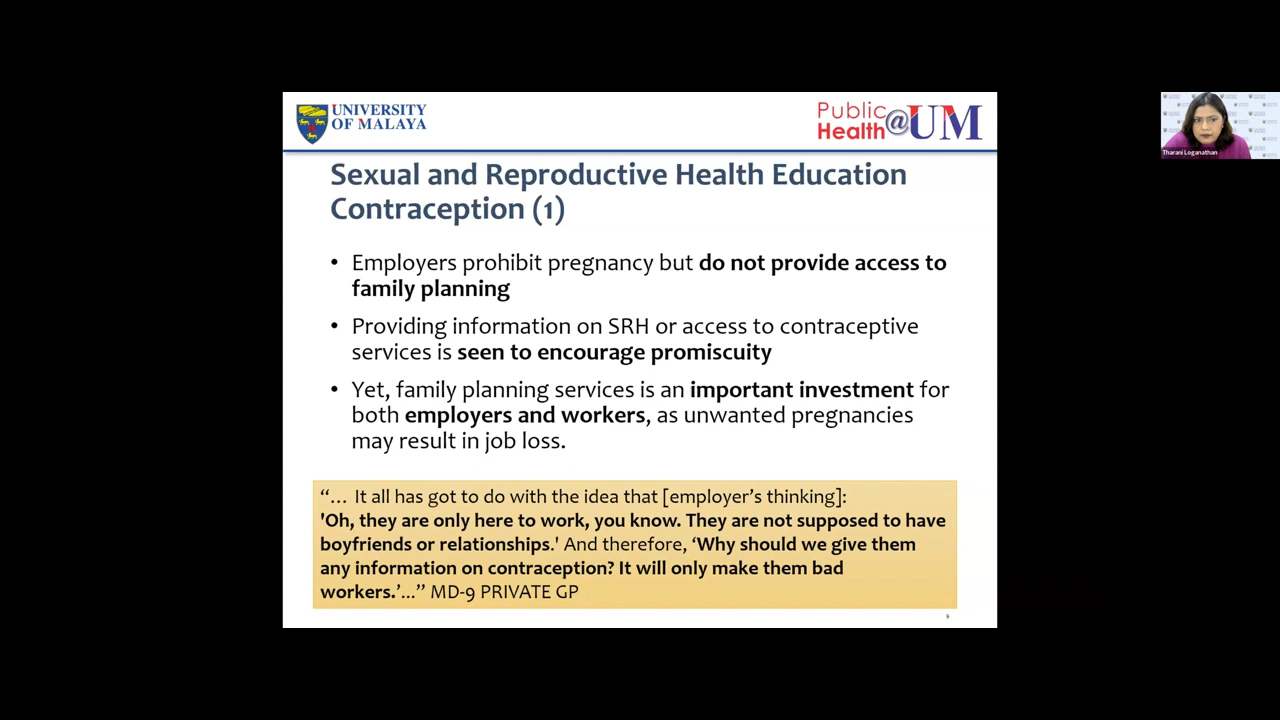 UNIVERSITY
OF MALAYA
Public
Health@UM
Tharani Loganathan
Sexual and Reproductive Health Education
Contraception (1)
• Employers prohibit pregnancy but do not provide access to
family planning
• Providing information on SRH or access to contraceptive
services is seen to encourage promiscuity
• Yet, family planning services is an important investment for
both employers and workers, as unwanted pregnancies
may result in job loss.
“… It all has got to do with the idea that [employer’s thinking]:
'Oh, they are only here to work, you know. They are not supposed to have
boyfriends or relationships.' And therefore, ‘Why should we give them
any information on contraception? It will only make them bad
workers.’...” MD-9 PRIVATE GP
9